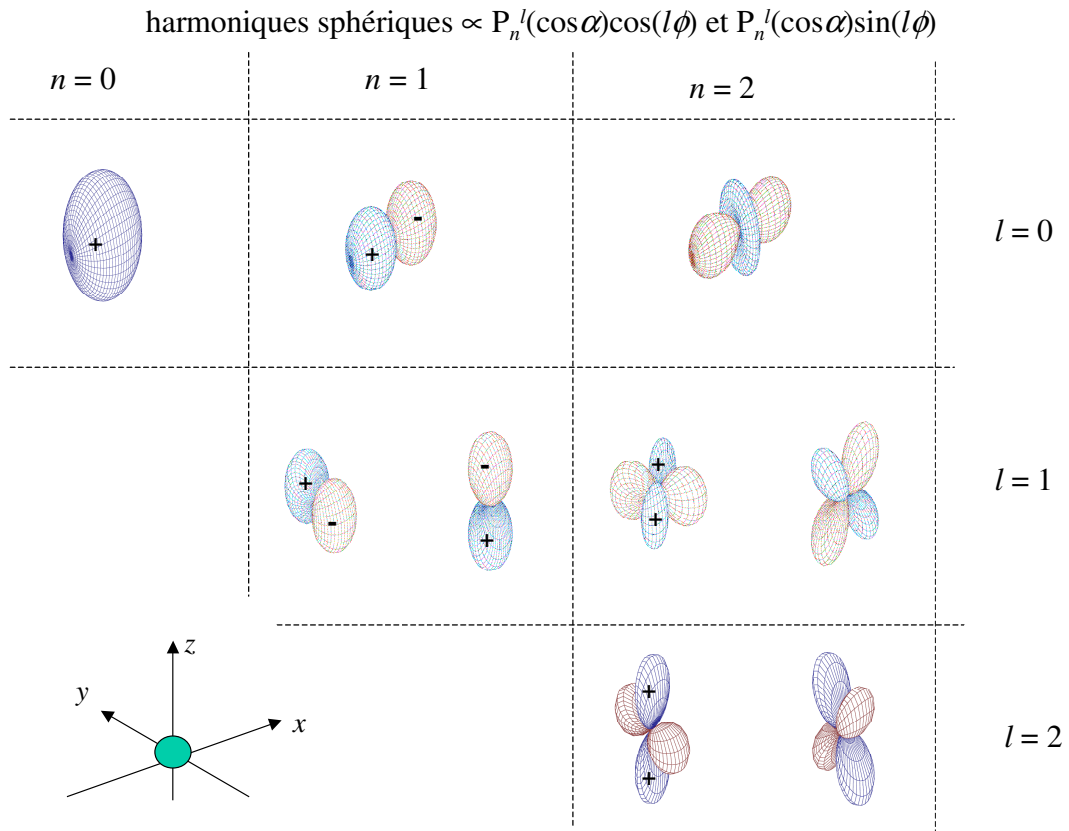 harmoniques sphériques ∝ Pₙˡ(cosα)cos(lϕ) et Pₙˡ(cosα)sin(lϕ)
n = 0 n = 1 n = 2
+ + - l = 0
+ - - + + + l = 1
z
y
x
+ + l = 2